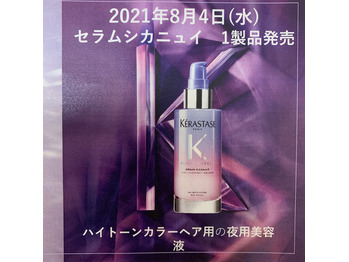 2021年8月4日(水)
セラムシカニュイ　1製品発売
KÉRASTASE
PARIS
K
ハイトーンカラーヘア用の夜用美容
液